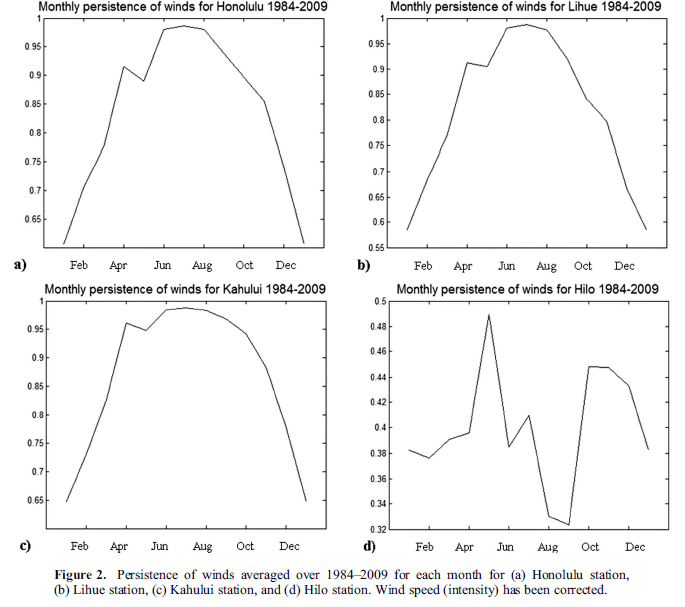 Monthly persistence of winds for Honolulu 1984-2009
1
0.95
0.9
0.85
0.8
0.75
0.7
0.65
a)
Feb Apr Jun Aug Oct Dec
Monthly persistence of winds for Lihue 1984-2009
1
0.95
0.9
0.85
0.8
0.75
0.7
0.65
0.6
0.55
b)
Feb Apr Jun Aug Oct Dec
Monthly persistence of winds for Kahului 1984-2009
1
0.95
0.9
0.85
0.8
0.75
0.7
0.65
c)
Feb Apr Jun Aug Oct Dec
Monthly persistence of winds for Hilo 1984-2009
0.5
0.48
0.46
0.44
0.42
0.4
0.38
0.36
0.34
0.32
d)
Feb Apr Jun Aug Oct Dec
Figure 2. Persistence of winds averaged over 1984–2009 for each month for (a) Honolulu station,
(b) Lihue station, (c) Kahului station, and (d) Hilo station. Wind speed (intensity) has been corrected.